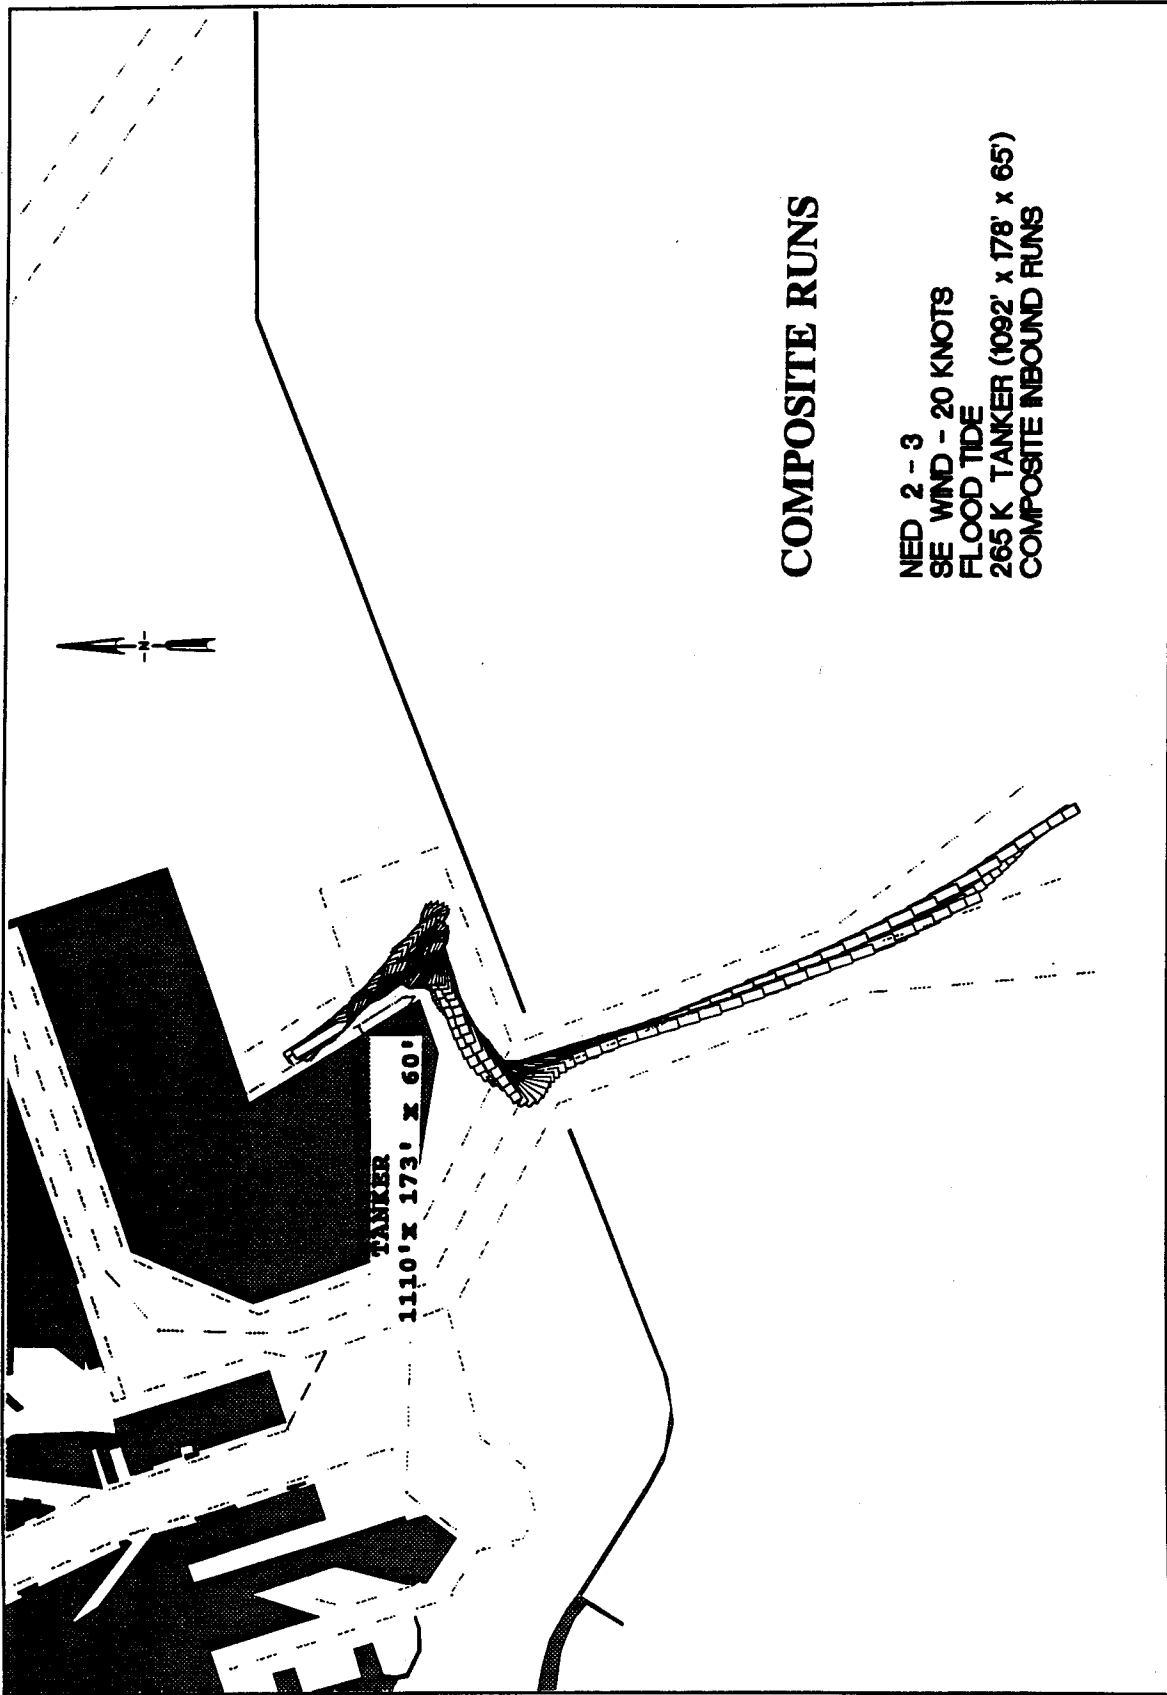 -N-
TANKER
1110'x 173' x 60'
COMPOSITE RUNS
NED 2 - 3
SE WIND - 20 KNOTS
FLOOD TIDE
265 K TANKER (1092' x 178' x 65')
COMPOSITE INBOUND RUNS